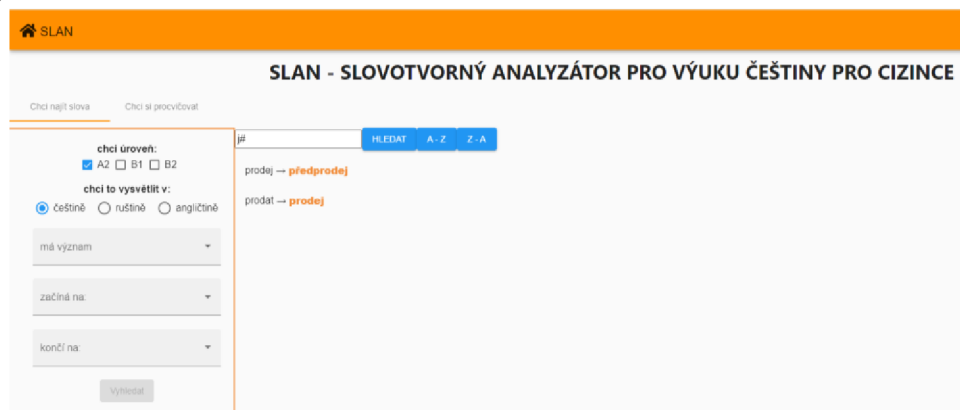 SLAN
SLAN - SLOVOTVORNÝ ANALYZÁTOR PRO VÝUKU ČEŠTINY PRO CIZINCE
Chci najít slova
Chci si procvičovat
chci úroveň:
A2 B1 B2
chci to vysvětlit v:
češtině ruštině angličtině
má význam
začíná na:
končí na:
Vyhledat
j#
HLEDAT A - Z Z - A
prodej → předprodej
prodat → prodej